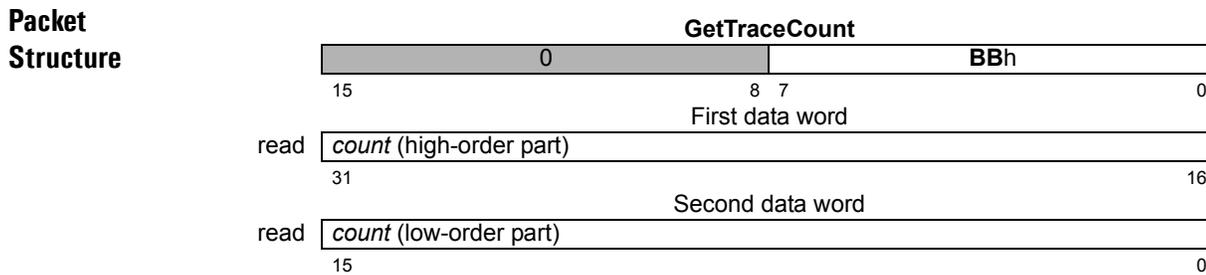 Packet
Structure
GetTraceCount
0 BBh
15 8 7 0
First data word
read count (high-order part)
31 16
Second data word
read count (low-order part)
15 0